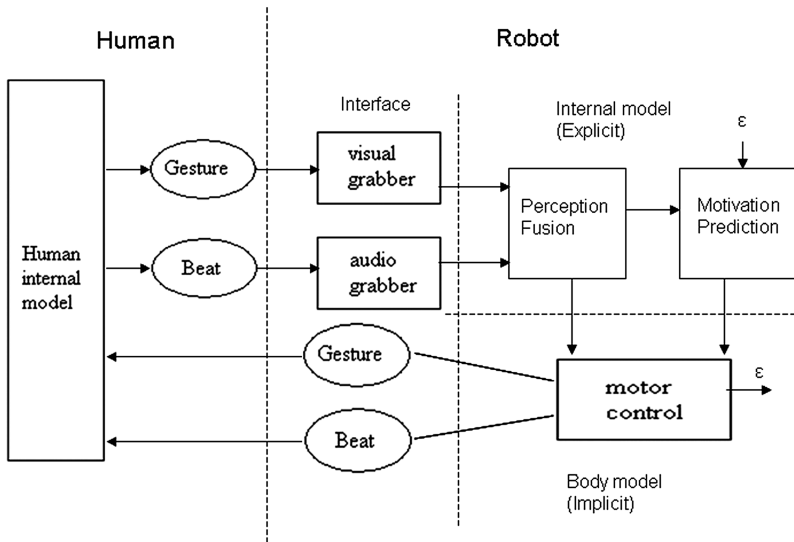 Human
Robot
Interface
Internal model
(Explicit)
ε
Gesture
visual
grabber
Perception
Fusion
Motivation
Prediction
Human
internal
model
Beat
audio
grabber
Gesture
motor
control
ε
Beat
Body model
(Implicit)